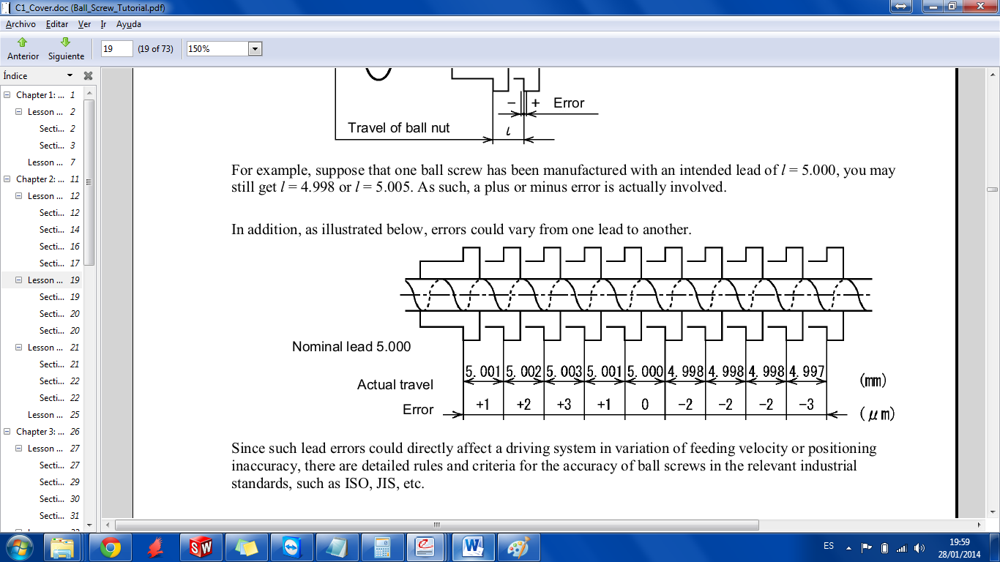 C1_Cover.doc (Ball_Screw_Tutorial.pdf)
Archivo Editar Ver Ir Ayuda
Anterior Siguiente 19 (19 of 73) 150%
Índice
Chapter 1: ... 1
Lesson ... 2
Secti... 2
Secti... 3
Lesson ... 7
Chapter 2: ... 11
Lesson ... 12
Secti... 12
Secti... 14
Secti... 16
Secti... 17
Lesson ... 19
Secti... 19
Secti... 20
Secti... 20
Lesson ... 21
Secti... 21
Secti... 22
Secti... 22
Lesson ... 25
Chapter 3: ... 26
Lesson ... 27
Secti... 27
Secti... 29
Secti... 30
Secti... 31
− + Error
Travel of ball nut l
For example, suppose that one ball screw has been manufactured with an intended lead of l = 5.000, you may
still get l = 4.998 or l = 5.005. As such, a plus or minus error is actually involved.
In addition, as illustrated below, errors could vary from one lead to another.
Nominal lead 5.000
Actual travel 5.001 5.002 5.003 5.001 5.000 4.998 4.998 4.998 4.997 (mm)
Error +1 +2 +3 +1 0 −2 −2 −2 −3 (μm)
Since such lead errors could directly affect a driving system in variation of feeding velocity or positioning
inaccuracy, there are detailed rules and criteria for the accuracy of ball screws in the relevant industrial
standards, such as ISO, JIS, etc.
SW W ES 19:59
28/01/2014